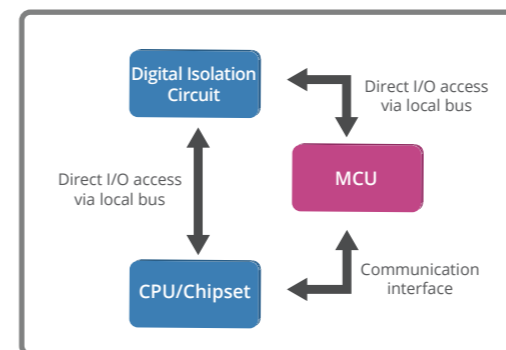 Digital Isolation
Circuit
Direct I/O access
via local bus
MCU
Direct I/O access
via local bus
CPU/Chipset
Communication
interface